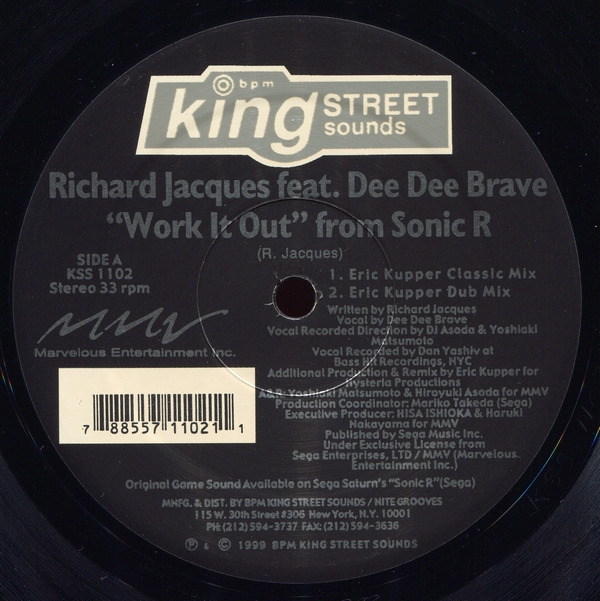 bpm
king STREET
sounds
Richard Jacques feat. Dee Dee Brave
“Work It Out” from Sonic R
(R. Jacques)
SIDE A
KSS 1102
Stereo 33 rpm
1. Eric Kupper Classic Mix
2. Eric Kupper Dub Mix
Written by Richard Jacques
Vocal by Dee Dee Brave
Vocal Recorded Direction by DJ Asoda & Yoshiaki
Matsumoto
Vocal Recorded by Dan Yashiv at
Bass Hit Recordings, NYC
Additional Production & Remix by Eric Kupper for
Hysteria Productions
A&R: Yoshiaki Matsumoto & Hiroyuki Asoda for MMV
Production Coordinator: Mariko Takeda (Sega)
Executive Producer: HISA ISHIOKA & Haruki
Nakayama for MMV
Published by Sega Music Inc.
Under Exclusive License from
Sega Enterprises, LTD / MMV (Marvelous
Entertainment Inc.)
MMV
Marvelous Entertainment Inc.
7 88557 11021 1
Original Game Sound Available on Sega Saturn's “Sonic R”(Sega)
MNFG. & DIST. BY BPM KING STREET SOUNDS / NITE GROOVES
115 W. 30th Street #306 New York, N.Y. 10001
PH: (212) 594-3737 FAX: (212) 594-3636
Ⓟ & © 1999 BPM KING STREET SOUNDS